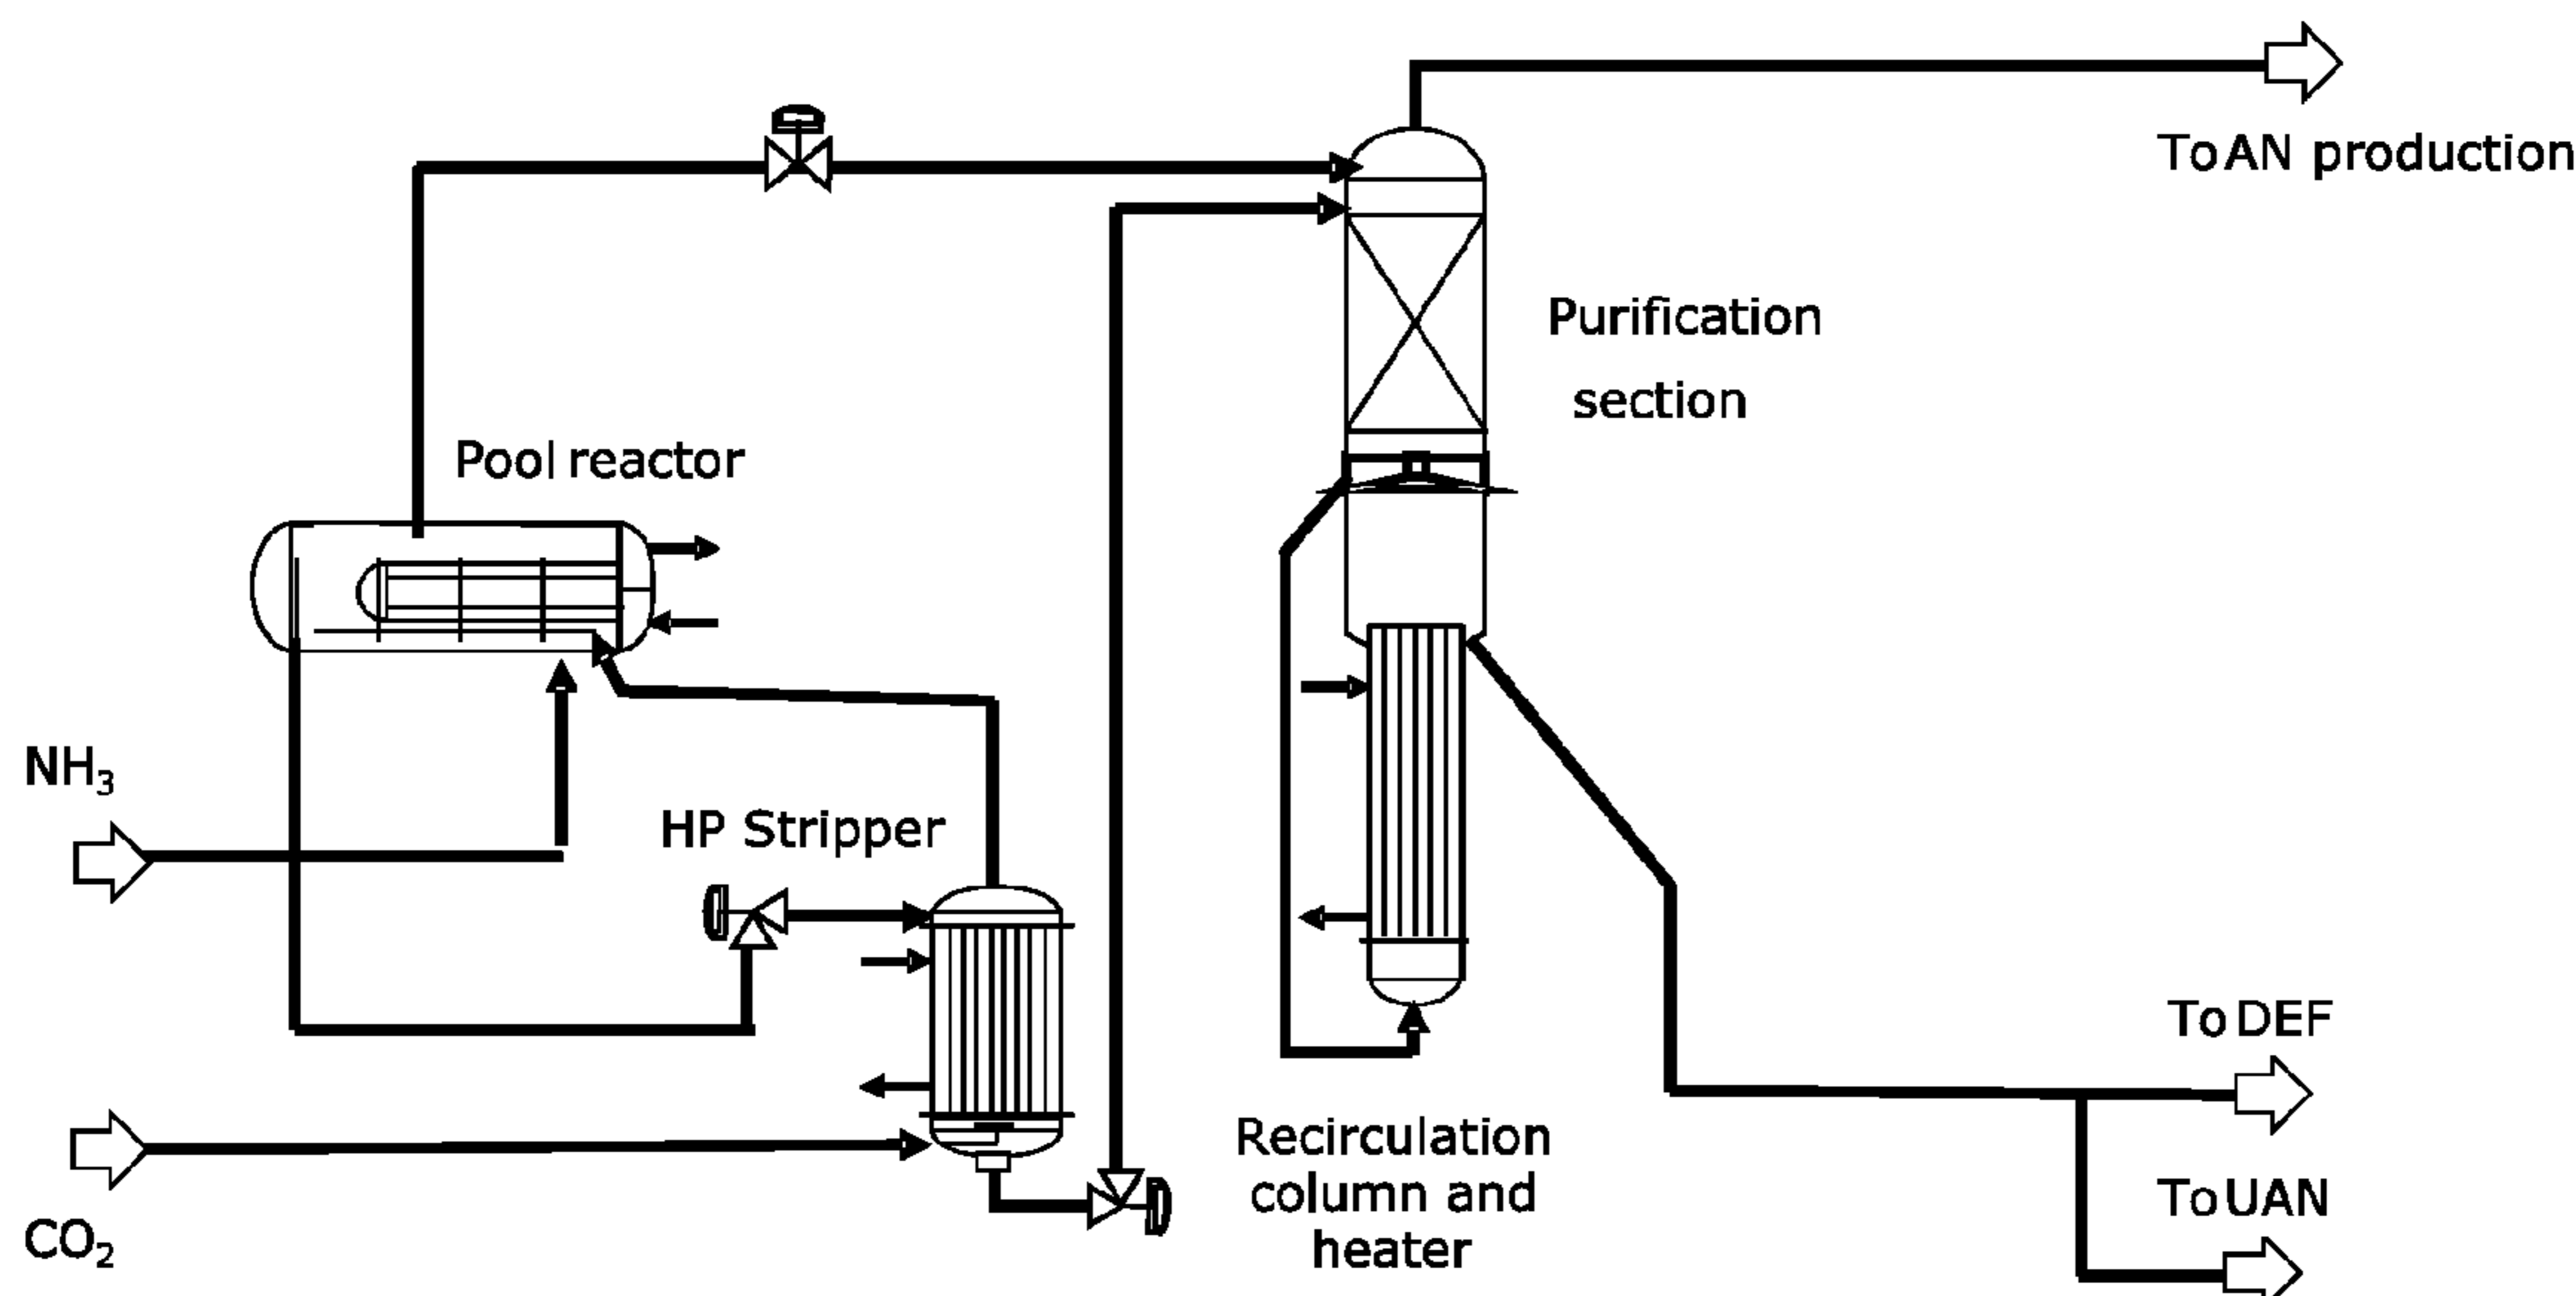 To AN production
Purification
section
Pool reactor
NH₃
HP Stripper
To DEF
Recirculation
column and
heater
To UAN
CO₂